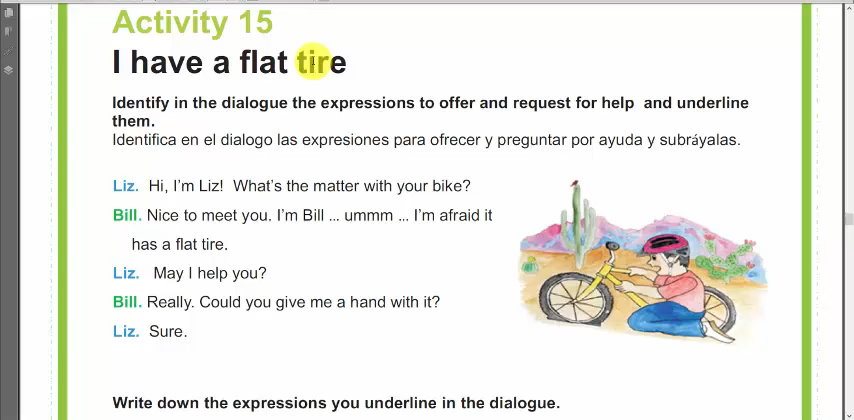 Activity 15
I have a flat tire
Identify in the dialogue the expressions to offer and request for help and underline
them.
Identifica en el dialogo las expresiones para ofrecer y preguntar por ayuda y subráyalas.
Liz. Hi, I'm Liz! What's the matter with your bike?
Bill. Nice to meet you. I'm Bill ... ummm ... I'm afraid it
has a flat tire.
Liz. May I help you?
Bill. Really. Could you give me a hand with it?
Liz. Sure.
Write down the expressions you underline in the dialogue.